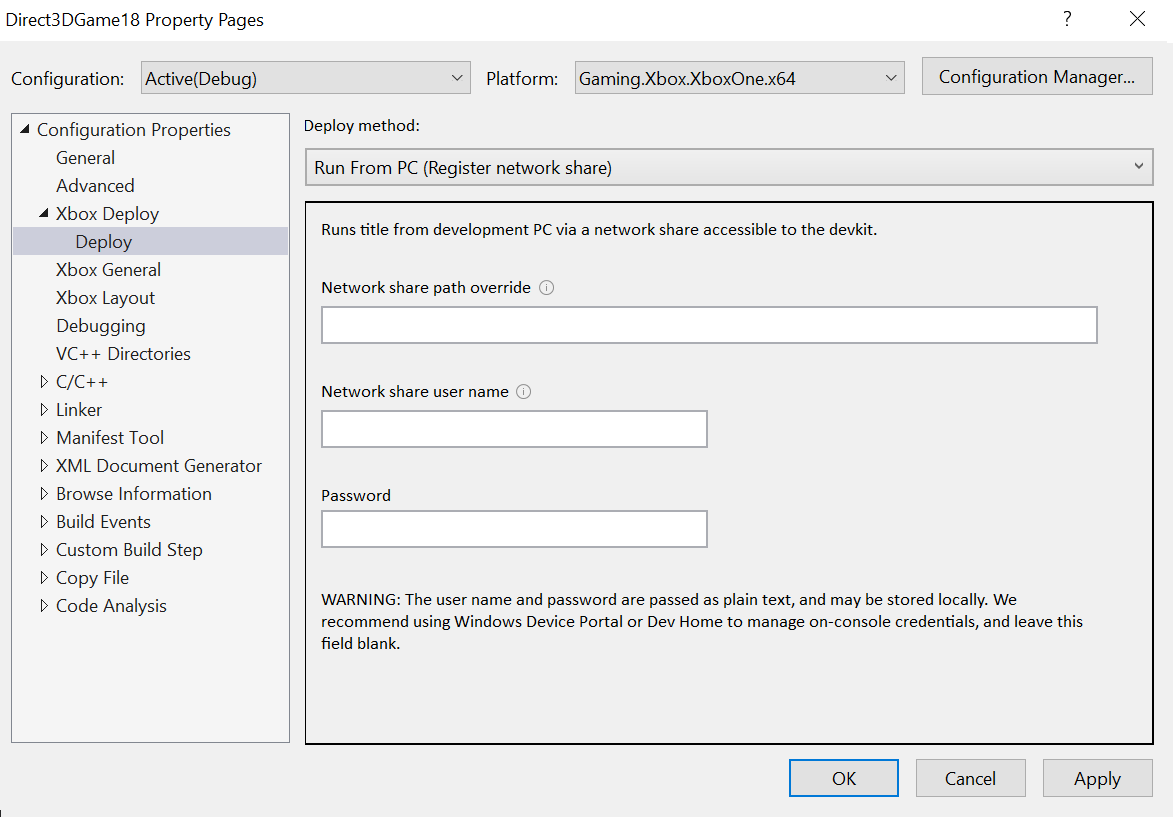 Direct3DGame18 Property Pages
?
Configuration:
Active(Debug)
Platform:
Gaming.Xbox.XboxOne.x64
Configuration Manager...
Configuration Properties
General
Advanced
Xbox Deploy
Deploy
Xbox General
Xbox Layout
Debugging
VC++ Directories
C/C++
Linker
Manifest Tool
XML Document Generator
Browse Information
Build Events
Custom Build Step
Copy File
Code Analysis
Deploy method:
Run From PC (Register network share)
Runs title from development PC via a network share accessible to the devkit.
Network share path override
Network share user name
Password
WARNING: The user name and password are passed as plain text, and may be stored locally. We
recommend using Windows Device Portal or Dev Home to manage on-console credentials, and leave this
field blank.
OK
Cancel
Apply